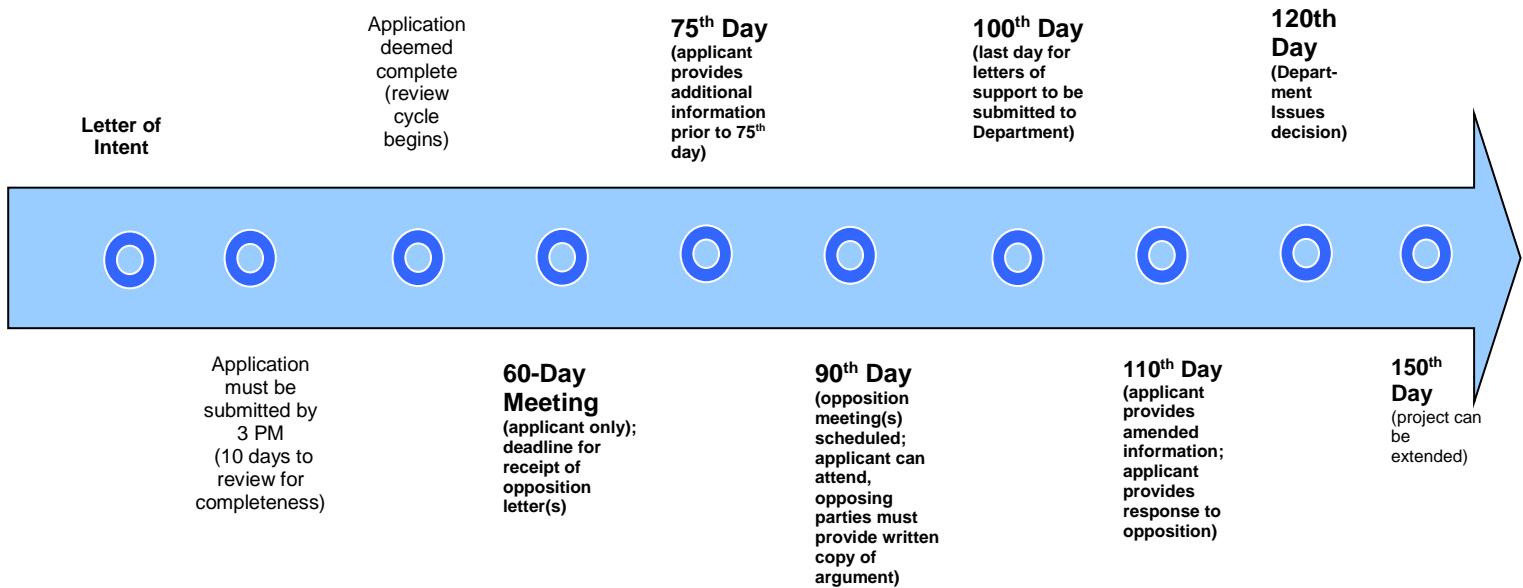 Letter of
Intent
Application
must be
submitted by
3 PM
(10 days to
review for
completeness)
Application
deemed
complete
(review
cycle
begins)
60-Day
Meeting
(applicant only);
deadline for
receipt of
opposition
letter(s)
75th Day
(applicant
provides
additional
information
prior to 75th
day)
90th Day
(opposition
meeting(s)
scheduled;
applicant can
attend,
opposing
parties must
provide written
copy of
argument)
100th Day
(last day for
letters of
support to be
submitted to
Department)
110th Day
(applicant
provides
amended
information;
applicant
provides
response to
opposition)
120th
Day
(Depart-
ment
Issues
decision)
150th
Day
(project can
be
extended)